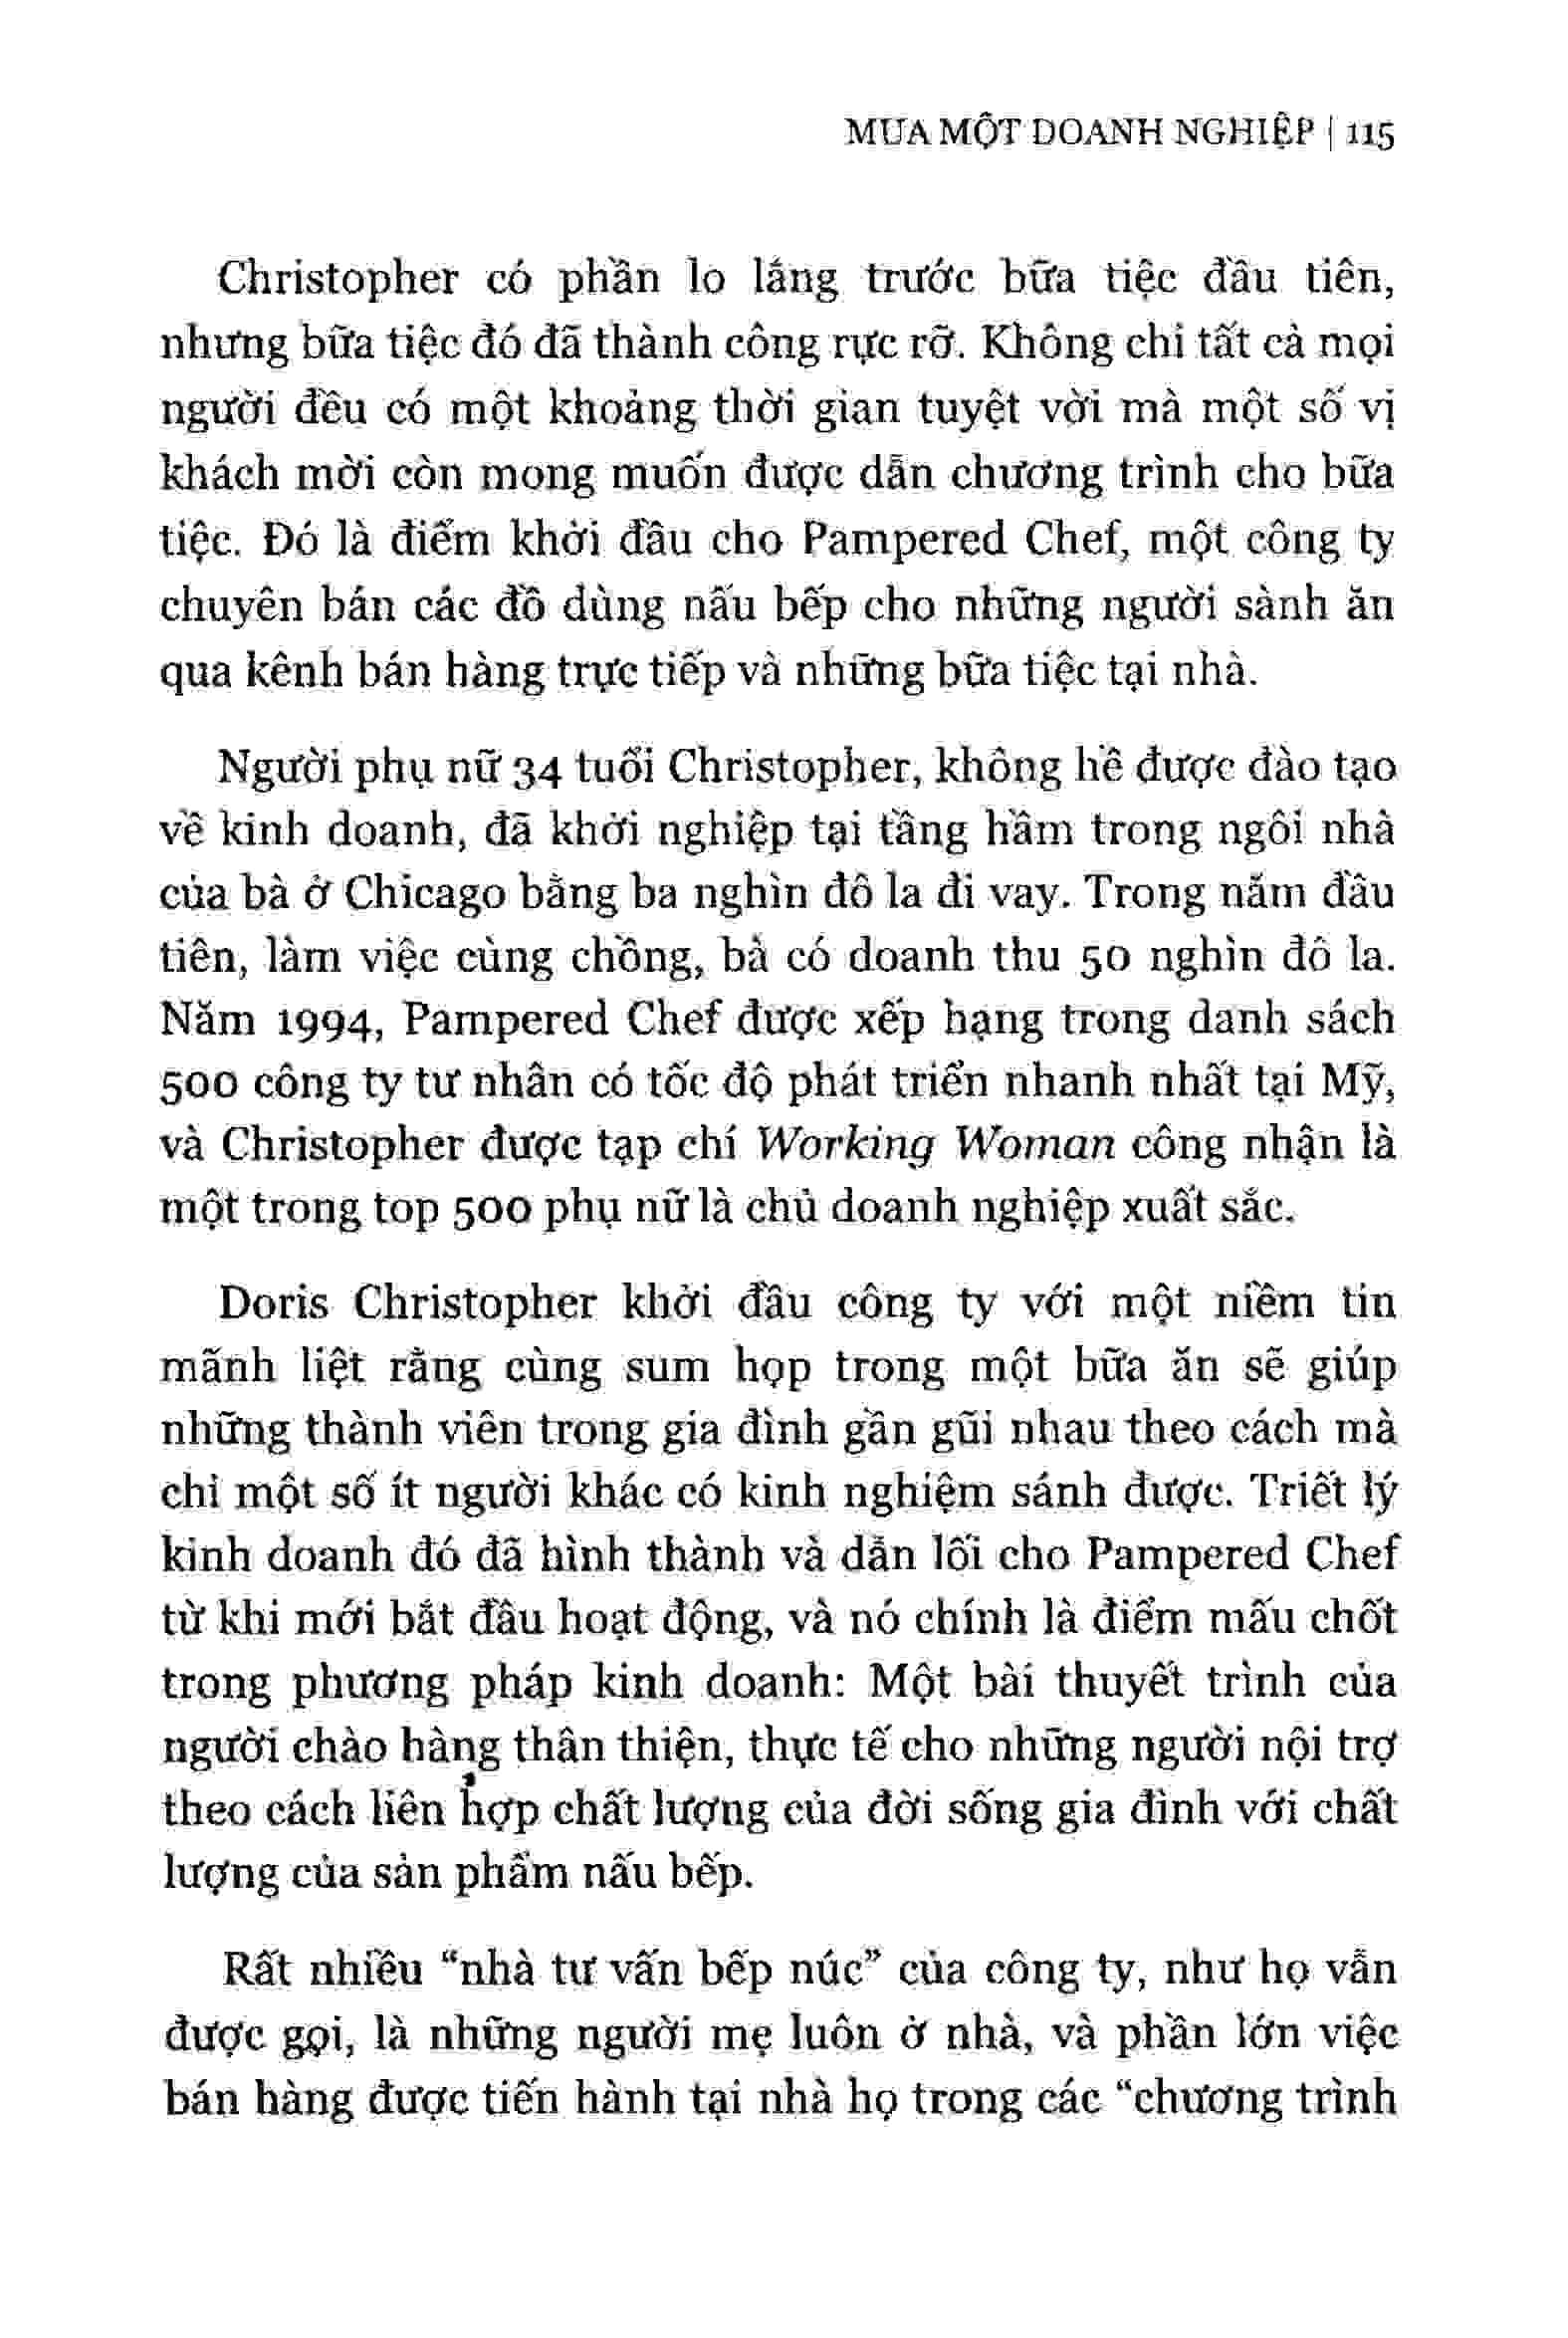 MUA MỘT DOANH NGHIỆP | 115
Christopher có phần lo lắng trước bữa tiệc đầu tiên,
nhưng bữa tiệc đó đã thành công rực rỡ. Không chỉ tất cả mọi
người đều có một khoảng thời gian tuyệt vời mà một số vị
khách mời còn mong muốn được dẫn chương trình cho bữa
tiệc. Đó là điểm khởi đầu cho Pampered Chef, một công ty
chuyên bán các đồ dùng nấu bếp cho những người sành ăn
qua kênh bán hàng trực tiếp và những bữa tiệc tại nhà.
Người phụ nữ 34 tuổi Christopher, không hề được đào tạo
về kinh doanh, đã khởi nghiệp tại tầng hầm trong ngôi nhà
của bà ở Chicago bằng ba nghìn đô la đi vay. Trong năm đầu
tiên, làm việc cùng chồng, bà có doanh thu 50 nghìn đô la.
Năm 1994, Pampered Chef được xếp hạng trong danh sách
500 công ty tư nhân có tốc độ phát triển nhanh nhất tại Mỹ,
và Christopher được tạp chí Working Woman công nhận là
một trong top 500 phụ nữ là chủ doanh nghiệp xuất sắc.
Doris Christopher khởi đầu công ty với một niềm tin
mãnh liệt rằng cùng sum họp trong một bữa ăn sẽ giúp
những thành viên trong gia đình gần gũi nhau theo cách mà
chỉ một số ít người khác có kinh nghiệm sánh được. Triết lý
kinh doanh đó đã hình thành và dẫn lối cho Pampered Chef
từ khi mới bắt đầu hoạt động, và nó chính là điểm mấu chốt
trong phương pháp kinh doanh: Một bài thuyết trình của
người chào hàng thân thiện, thực tế cho những người nội trợ
theo cách liên hợp chất lượng của đời sống gia đình với chất
lượng của sản phẩm nấu bếp.
Rất nhiều “nhà tư vấn bếp núc” của công ty, như họ vẫn
được gọi, là những người mẹ luôn ở nhà, và phần lớn việc
bán hàng được tiến hành tại nhà họ trong các “chương trình